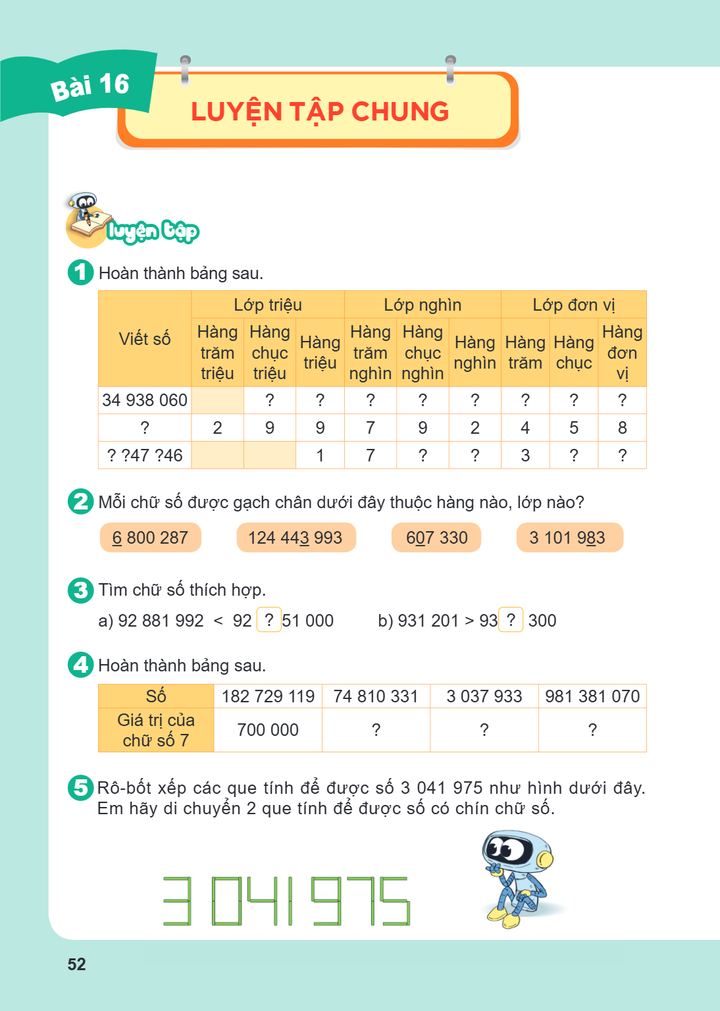 Bài 16
LUYỆN TẬP CHUNG
luyện tập
1 Hoàn thành bảng sau.
Viết số Lớp triệu Lớp nghìn Lớp đơn vị
Hàng trăm triệu Hàng chục triệu Hàng triệu Hàng trăm nghìn Hàng chục nghìn Hàng nghìn Hàng trăm Hàng chục Hàng đơn vị
34 938 060 ? ? ? ? ? ? ? ?
? 2 9 9 7 9 2 4 5 8
? ?47 ?46 1 7 ? ? 3 ? ?
2 Mỗi chữ số được gạch chân dưới đây thuộc hàng nào, lớp nào?
6 800 287 124 443 993 607 330 3 101 983
3 Tìm chữ số thích hợp.
a) 92 881 992 < 92 ? 51 000 b) 931 201 > 93 ? 300
4 Hoàn thành bảng sau.
Số 182 729 119 74 810 331 3 037 933 981 381 070
Giá trị của chữ số 7 700 000 ? ? ?
5 Rô-bốt xếp các que tính để được số 3 041 975 như hình dưới đây.
Em hãy di chuyển 2 que tính để được số có chín chữ số.
3 041 975
52